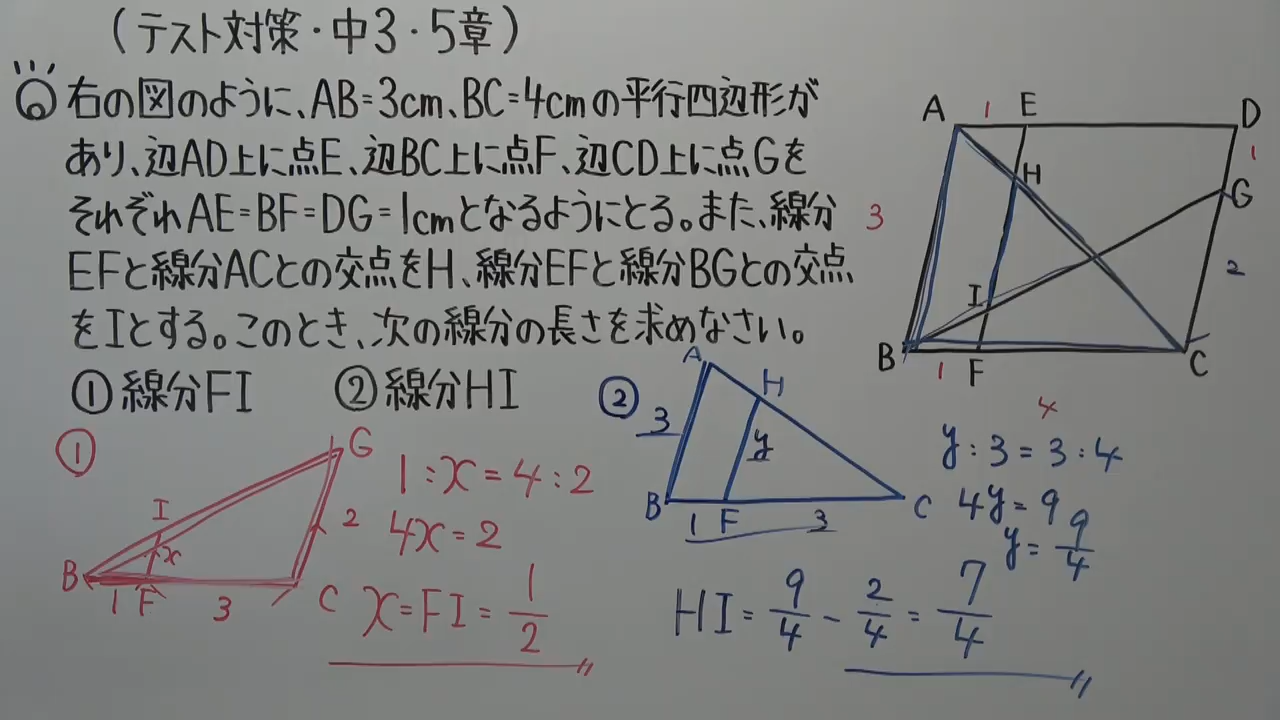 (テスト対策・中3・5章)
右の図のように、AB=3cm、BC=4cmの平行四辺形が
あり、辺AD上に点E、辺BC上に点F、辺CD上に点Gを
それぞれAE=BF=DG=1cmとなるようにとる。また、線分
EFと線分ACとの交点をH、線分EFと線分BGとの交点
をIとする。このとき、次の線分の長さを求めなさい。
①線分FI ②線分HI
A 1 E D
1
H
G
3
2
I
B 1 F C
4
①
G
I
2
x
B 1 F 3 C
1:x=4:2
4x=2
x=FI=1/2
②
A
H
3
y
B 1 F 3 C
y:3=3:4
4y=9
y=9/4
HI=9/4-2/4=7/4